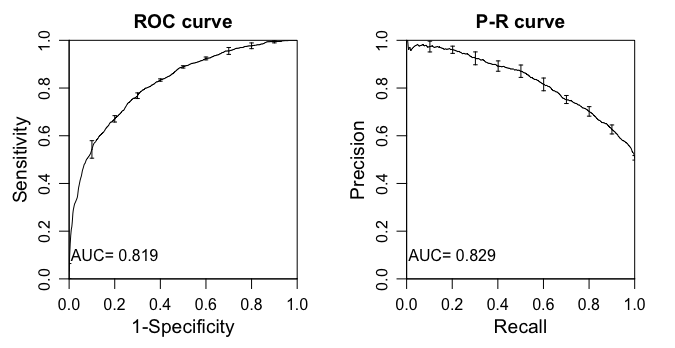 ROC curve
Sensitivity
1.0
0.8
0.6
0.4
0.2
0.0
AUC= 0.819
0.0 0.2 0.4 0.6 0.8 1.0
1-Specificity
P-R curve
Precision
1.0
0.8
0.6
0.4
0.2
0.0
AUC= 0.829
0.0 0.2 0.4 0.6 0.8 1.0
Recall